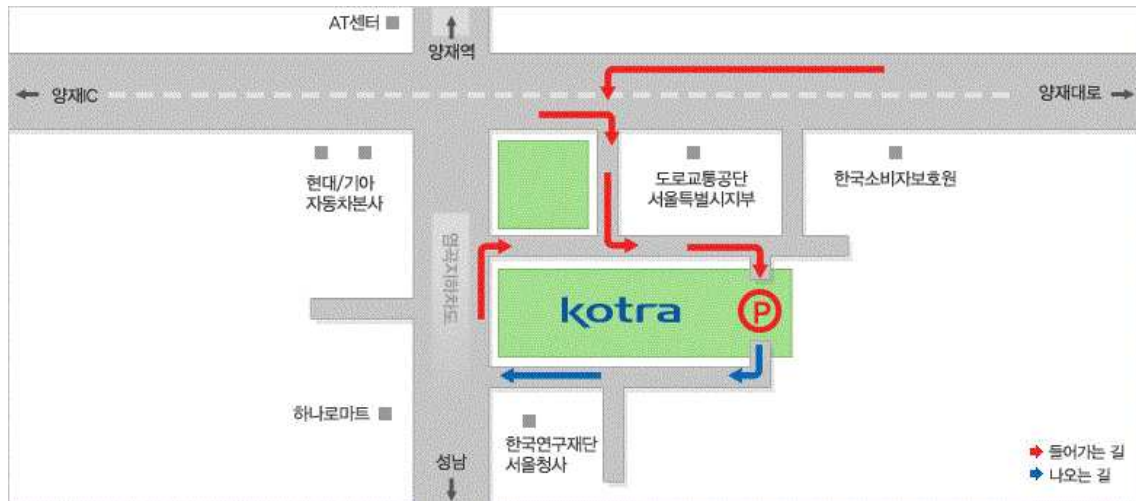 AT센터
양재역
양재IC
양재대로
현대/기아
자동차본사
도로교통공단
서울특별시지부
한국소비자보호원
염곡지하차도
kotra
P
하나로마트
한국연구재단
서울청사
성남
들어가는 길
나오는 길